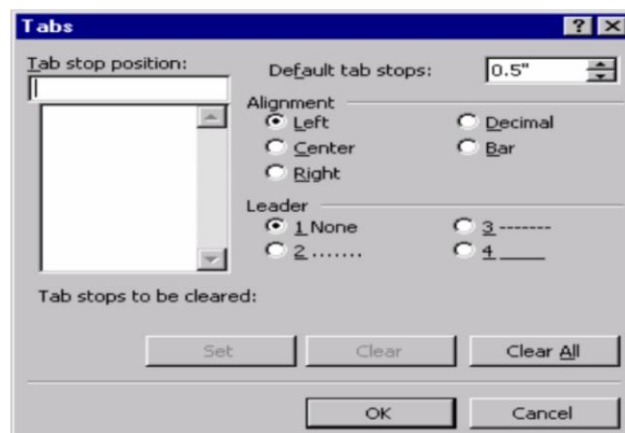 Tabs
Tab stop position:
Default tab stops: 0.5"
Alignment
Left Decimal
Center Bar
Right
Leader
1 None 3 -------
2 ....... 4 ____
Tab stops to be cleared:
Set Clear Clear All
OK Cancel